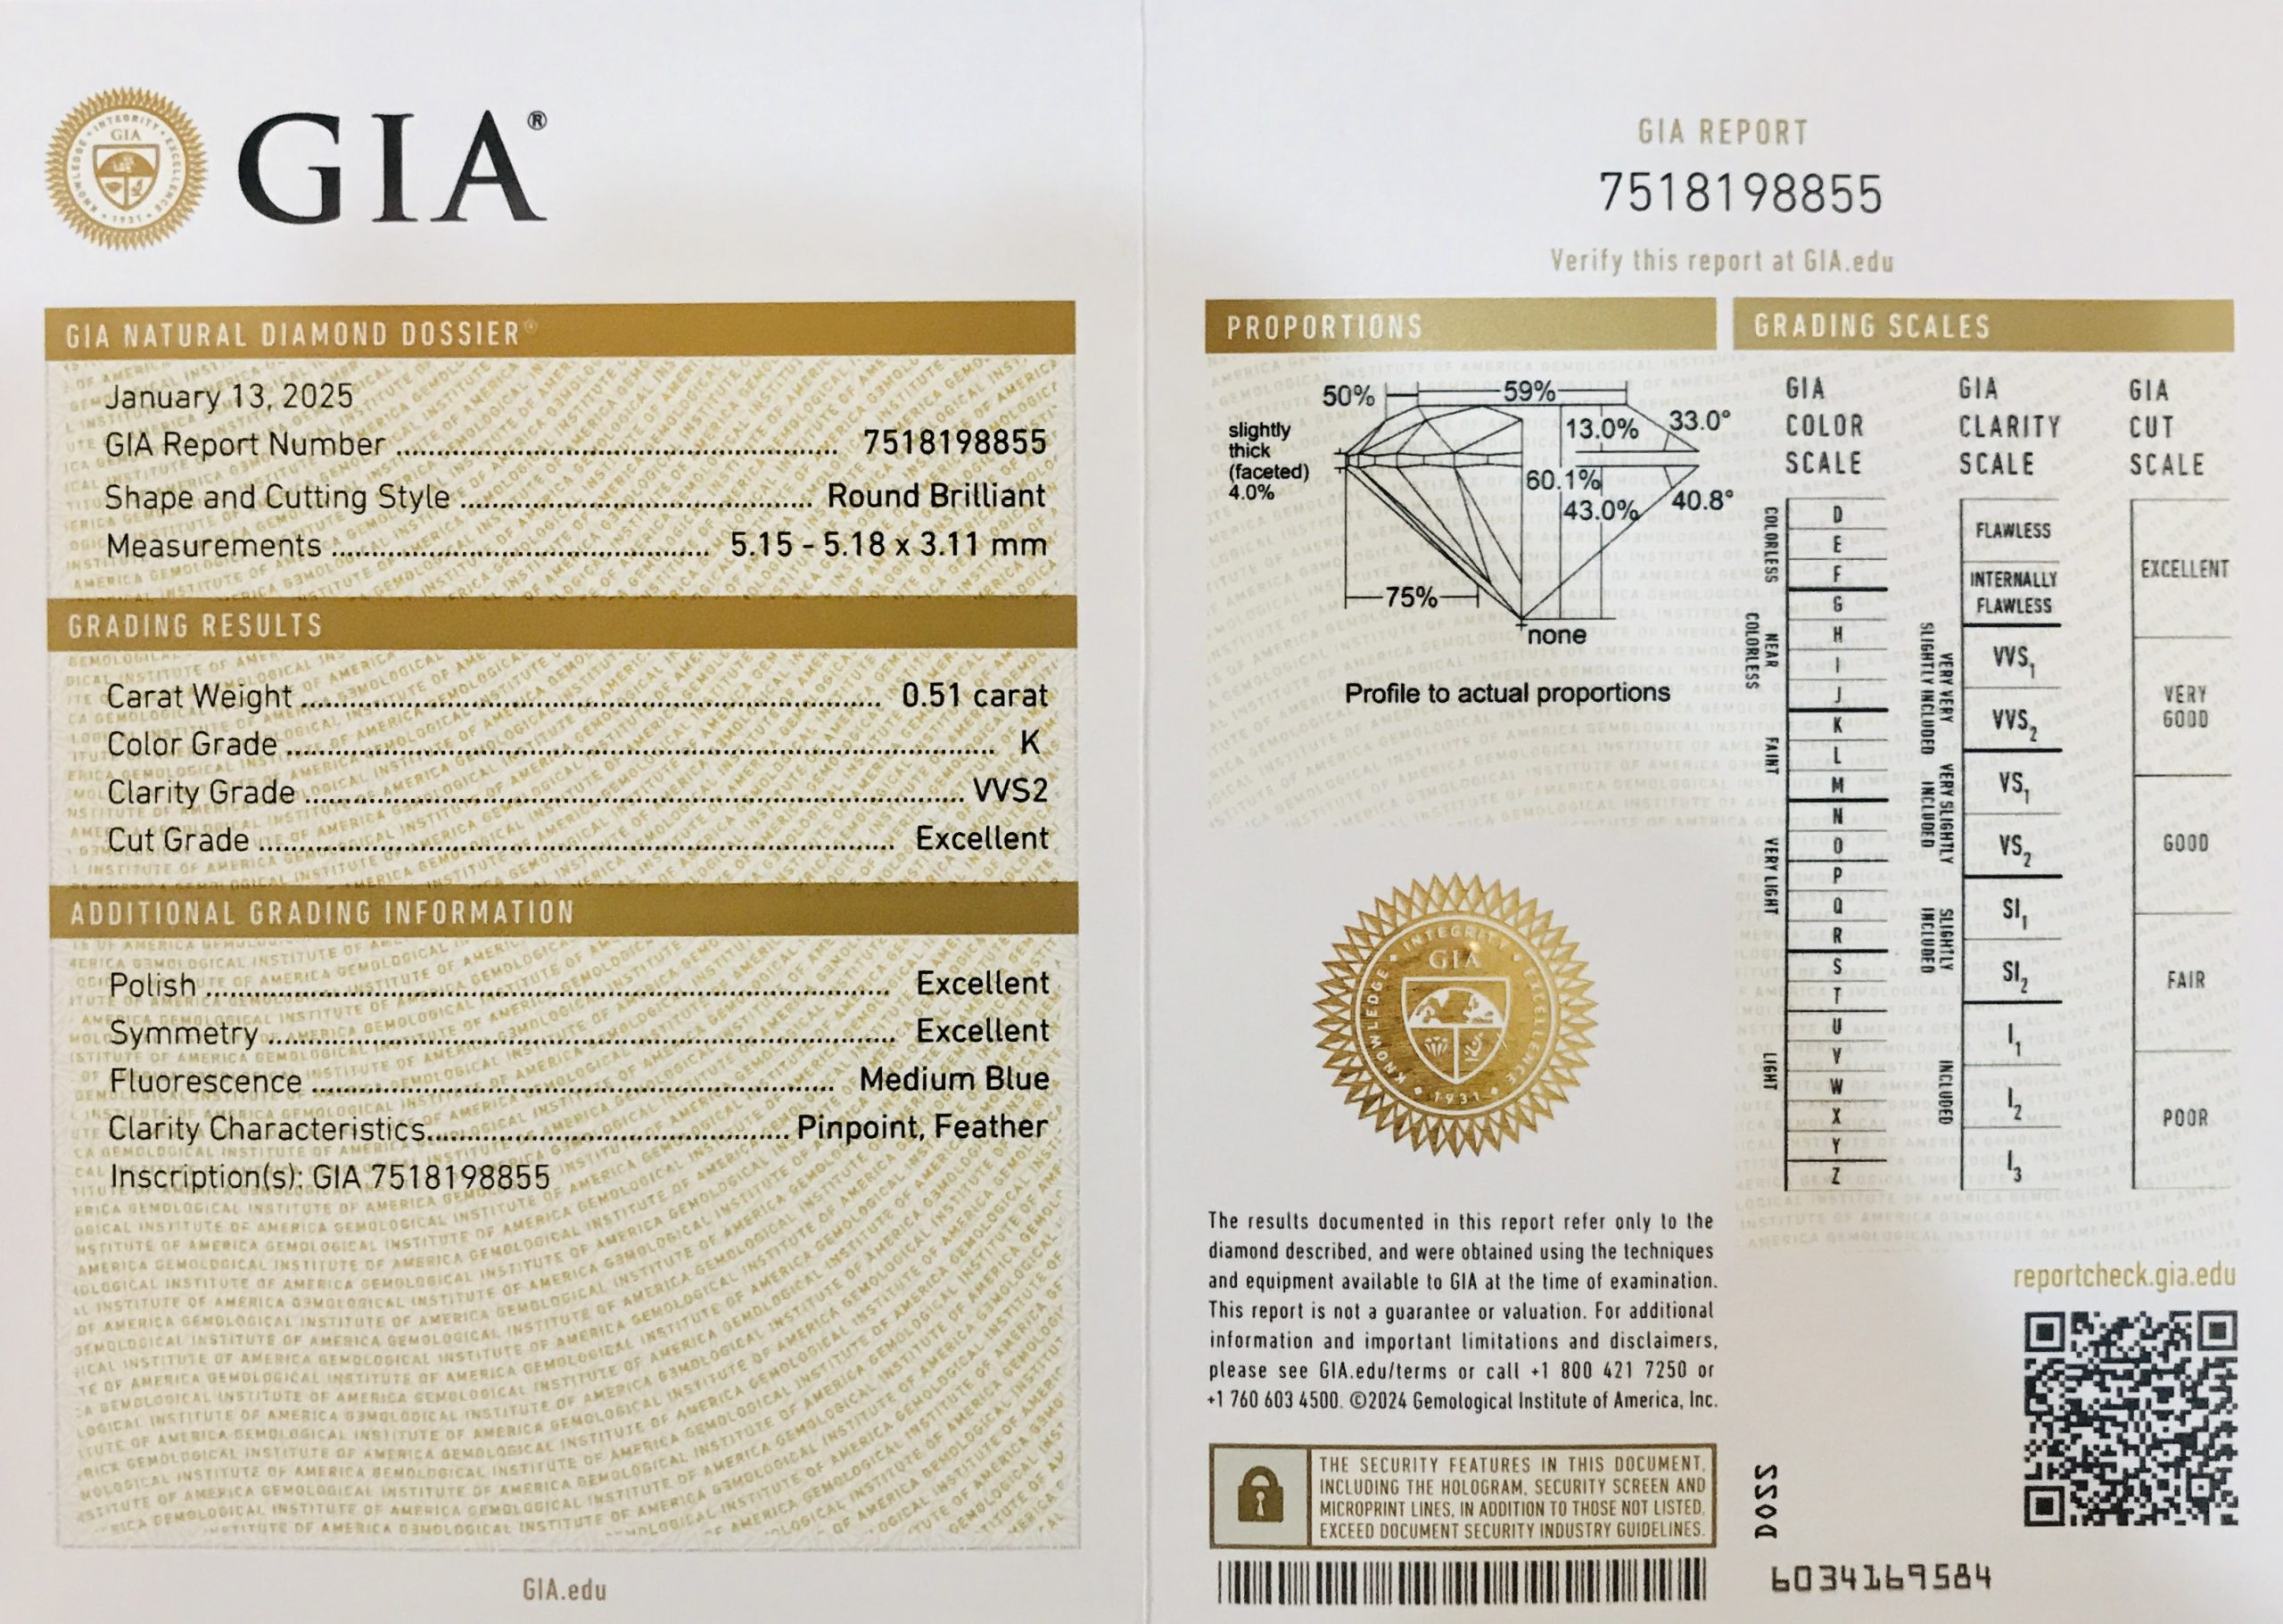 GIA®
GIA NATURAL DIAMOND DOSSIER®
January 13, 2025
GIA Report Number 7518198855
Shape and Cutting Style Round Brilliant
Measurements 5.15 - 5.18 x 3.11 mm
GRADING RESULTS
Carat Weight 0.51 carat
Color Grade K
Clarity Grade VVS2
Cut Grade Excellent
ADDITIONAL GRADING INFORMATION
Polish Excellent
Symmetry Excellent
Fluorescence Medium Blue
Clarity Characteristics Pinpoint, Feather
Inscription(s): GIA 7518198855
GIA.edu
GIA REPORT
7518198855
Verify this report at GIA.edu
PROPORTIONS
50%
59%
slightly
thick
(faceted)
4.0%
13.0%
33.0°
60.1%
43.0%
40.8°
75%
none
Profile to actual proportions
GIA
KNOWLEDGE • INTEGRITY • EXCELLENCE
• 1931 •
The results documented in this report refer only to the
diamond described, and were obtained using the techniques
and equipment available to GIA at the time of examination.
This report is not a guarantee or valuation. For additional
information and important limitations and disclaimers,
please see GIA.edu/terms or call +1 800 421 7250 or
+1 760 603 4500. ©2024 Gemological Institute of America, Inc.
THE SECURITY FEATURES IN THIS DOCUMENT,
INCLUDING THE HOLOGRAM, SECURITY SCREEN AND
MICROPRINT LINES, IN ADDITION TO THOSE NOT LISTED,
EXCEED DOCUMENT SECURITY INDUSTRY GUIDELINES.
GRADING SCALES
GIA
COLOR
SCALE
COLORLESS
D
E
F
NEAR
COLORLESS
G
H
I
J
FAINT
K
L
M
VERY LIGHT
N
O
P
Q
R
LIGHT
S
T
U
V
W
X
Y
Z
GIA
CLARITY
SCALE
FLAWLESS
INTERNALLY
FLAWLESS
VERY VERY
SLIGHTLY INCLUDED
VVS1
VVS2
VERY SLIGHTLY
INCLUDED
VS1
VS2
SLIGHTLY
INCLUDED
SI1
SI2
INCLUDED
I1
I2
I3
GIA
CUT
SCALE
EXCELLENT
VERY
GOOD
GOOD
FAIR
POOR
reportcheck.gia.edu
DOSS
6034169584